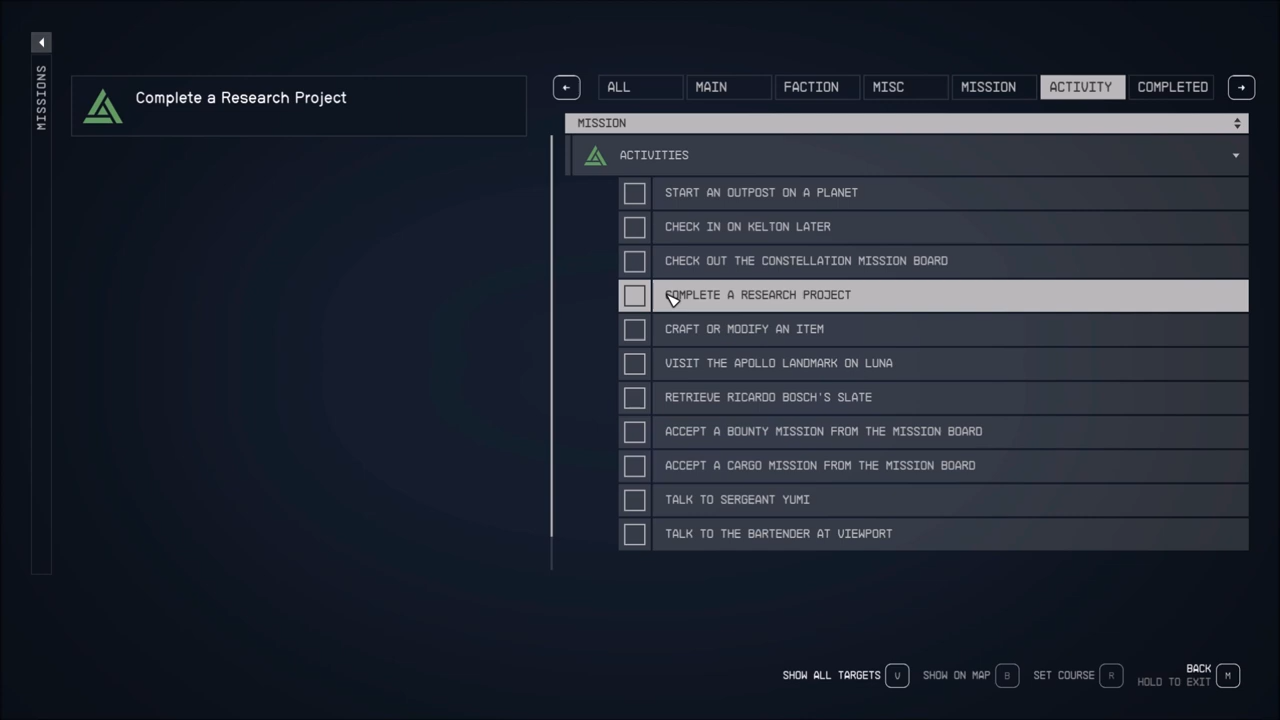 MISSIONS
Complete a Research Project
ALL MAIN FACTION MISC MISSION ACTIVITY COMPLETED
MISSION
ACTIVITIES
START AN OUTPOST ON A PLANET
CHECK IN ON KELTON LATER
CHECK OUT THE CONSTELLATION MISSION BOARD
COMPLETE A RESEARCH PROJECT
CRAFT OR MODIFY AN ITEM
VISIT THE APOLLO LANDMARK ON LUNA
RETRIEVE RICARDO BOSCH'S SLATE
ACCEPT A BOUNTY MISSION FROM THE MISSION BOARD
ACCEPT A CARGO MISSION FROM THE MISSION BOARD
TALK TO SERGEANT YUMI
TALK TO THE BARTENDER AT VIEWPORT
SHOW ALL TARGETS V SHOW ON MAP B SET COURSE R BACK M
HOLD TO EXIT